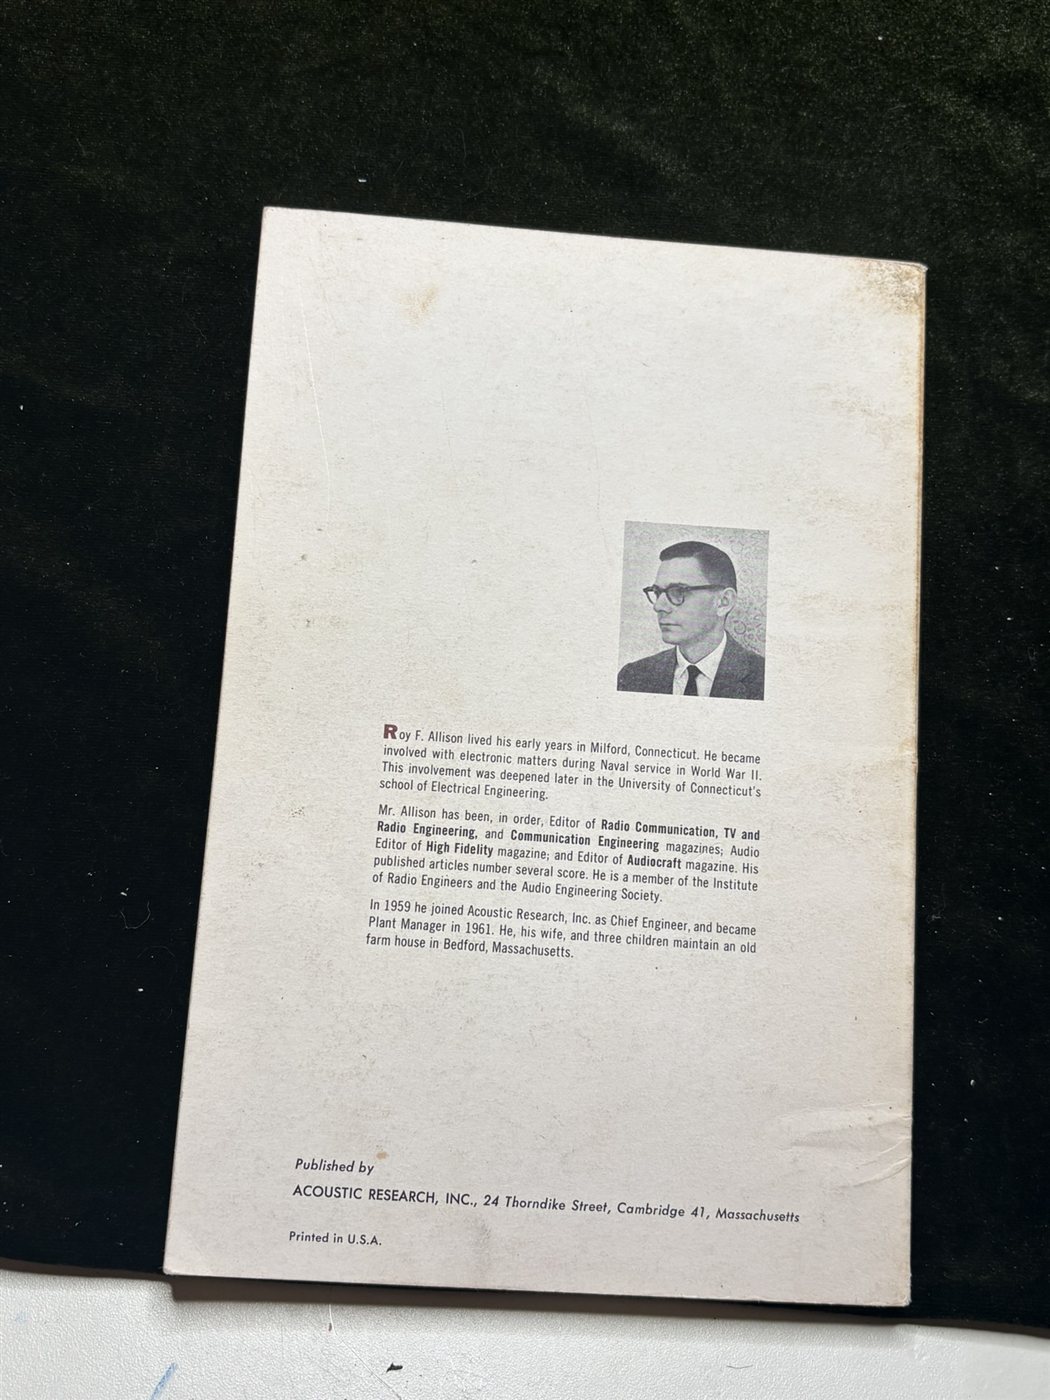 Roy F. Allison lived his early years in Milford, Connecticut. He became
involved with electronic matters during Naval service in World War II.
This involvement was deepened later in the University of Connecticut's
school of Electrical Engineering.
Mr. Allison has been, in order, Editor of Radio Communication, TV and
Radio Engineering, and Communication Engineering magazines; Audio
Editor of High Fidelity magazine; and Editor of Audiocraft magazine. His
published articles number several score. He is a member of the Institute
of Radio Engineers and the Audio Engineering Society.
In 1959 he joined Acoustic Research, Inc. as Chief Engineer, and became
Plant Manager in 1961. He, his wife, and three children maintain an old
farm house in Bedford, Massachusetts.
Published by
ACOUSTIC RESEARCH, INC., 24 Thorndike Street, Cambridge 41, Massachusetts
Printed in U.S.A.